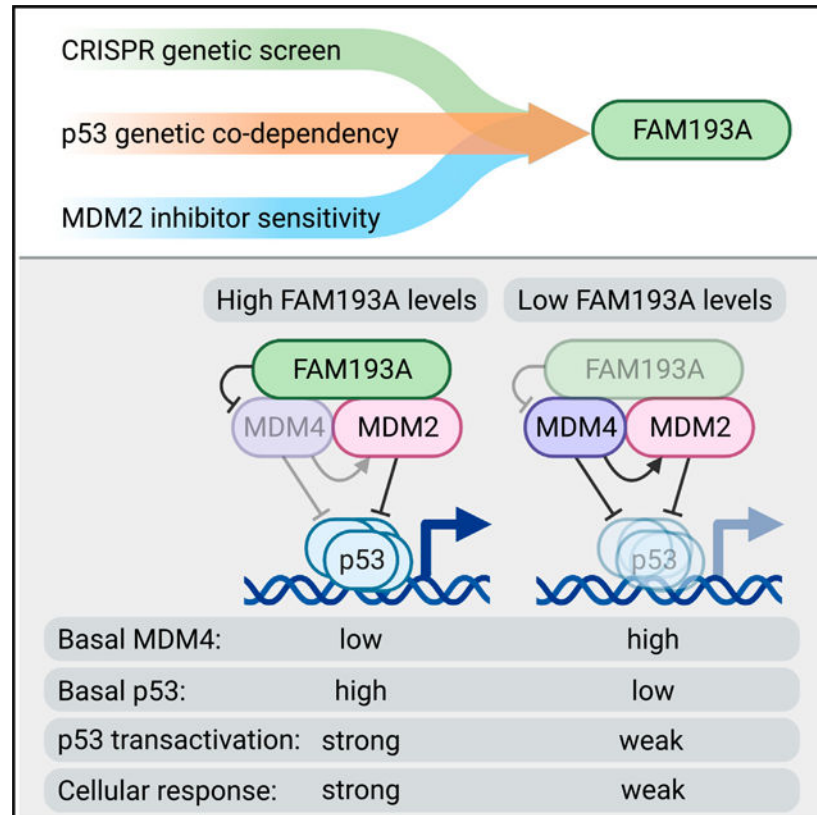 CRISPR genetic screen
p53 genetic co-dependency
FAM193A
MDM2 inhibitor sensitivity
High FAM193A levels
Low FAM193A levels
FAM193A
FAM193A
MDM4
MDM2
MDM4
MDM2
p53
p53
Basal MDM4: low high
Basal p53: high low
p53 transactivation: strong weak
Cellular response: strong weak